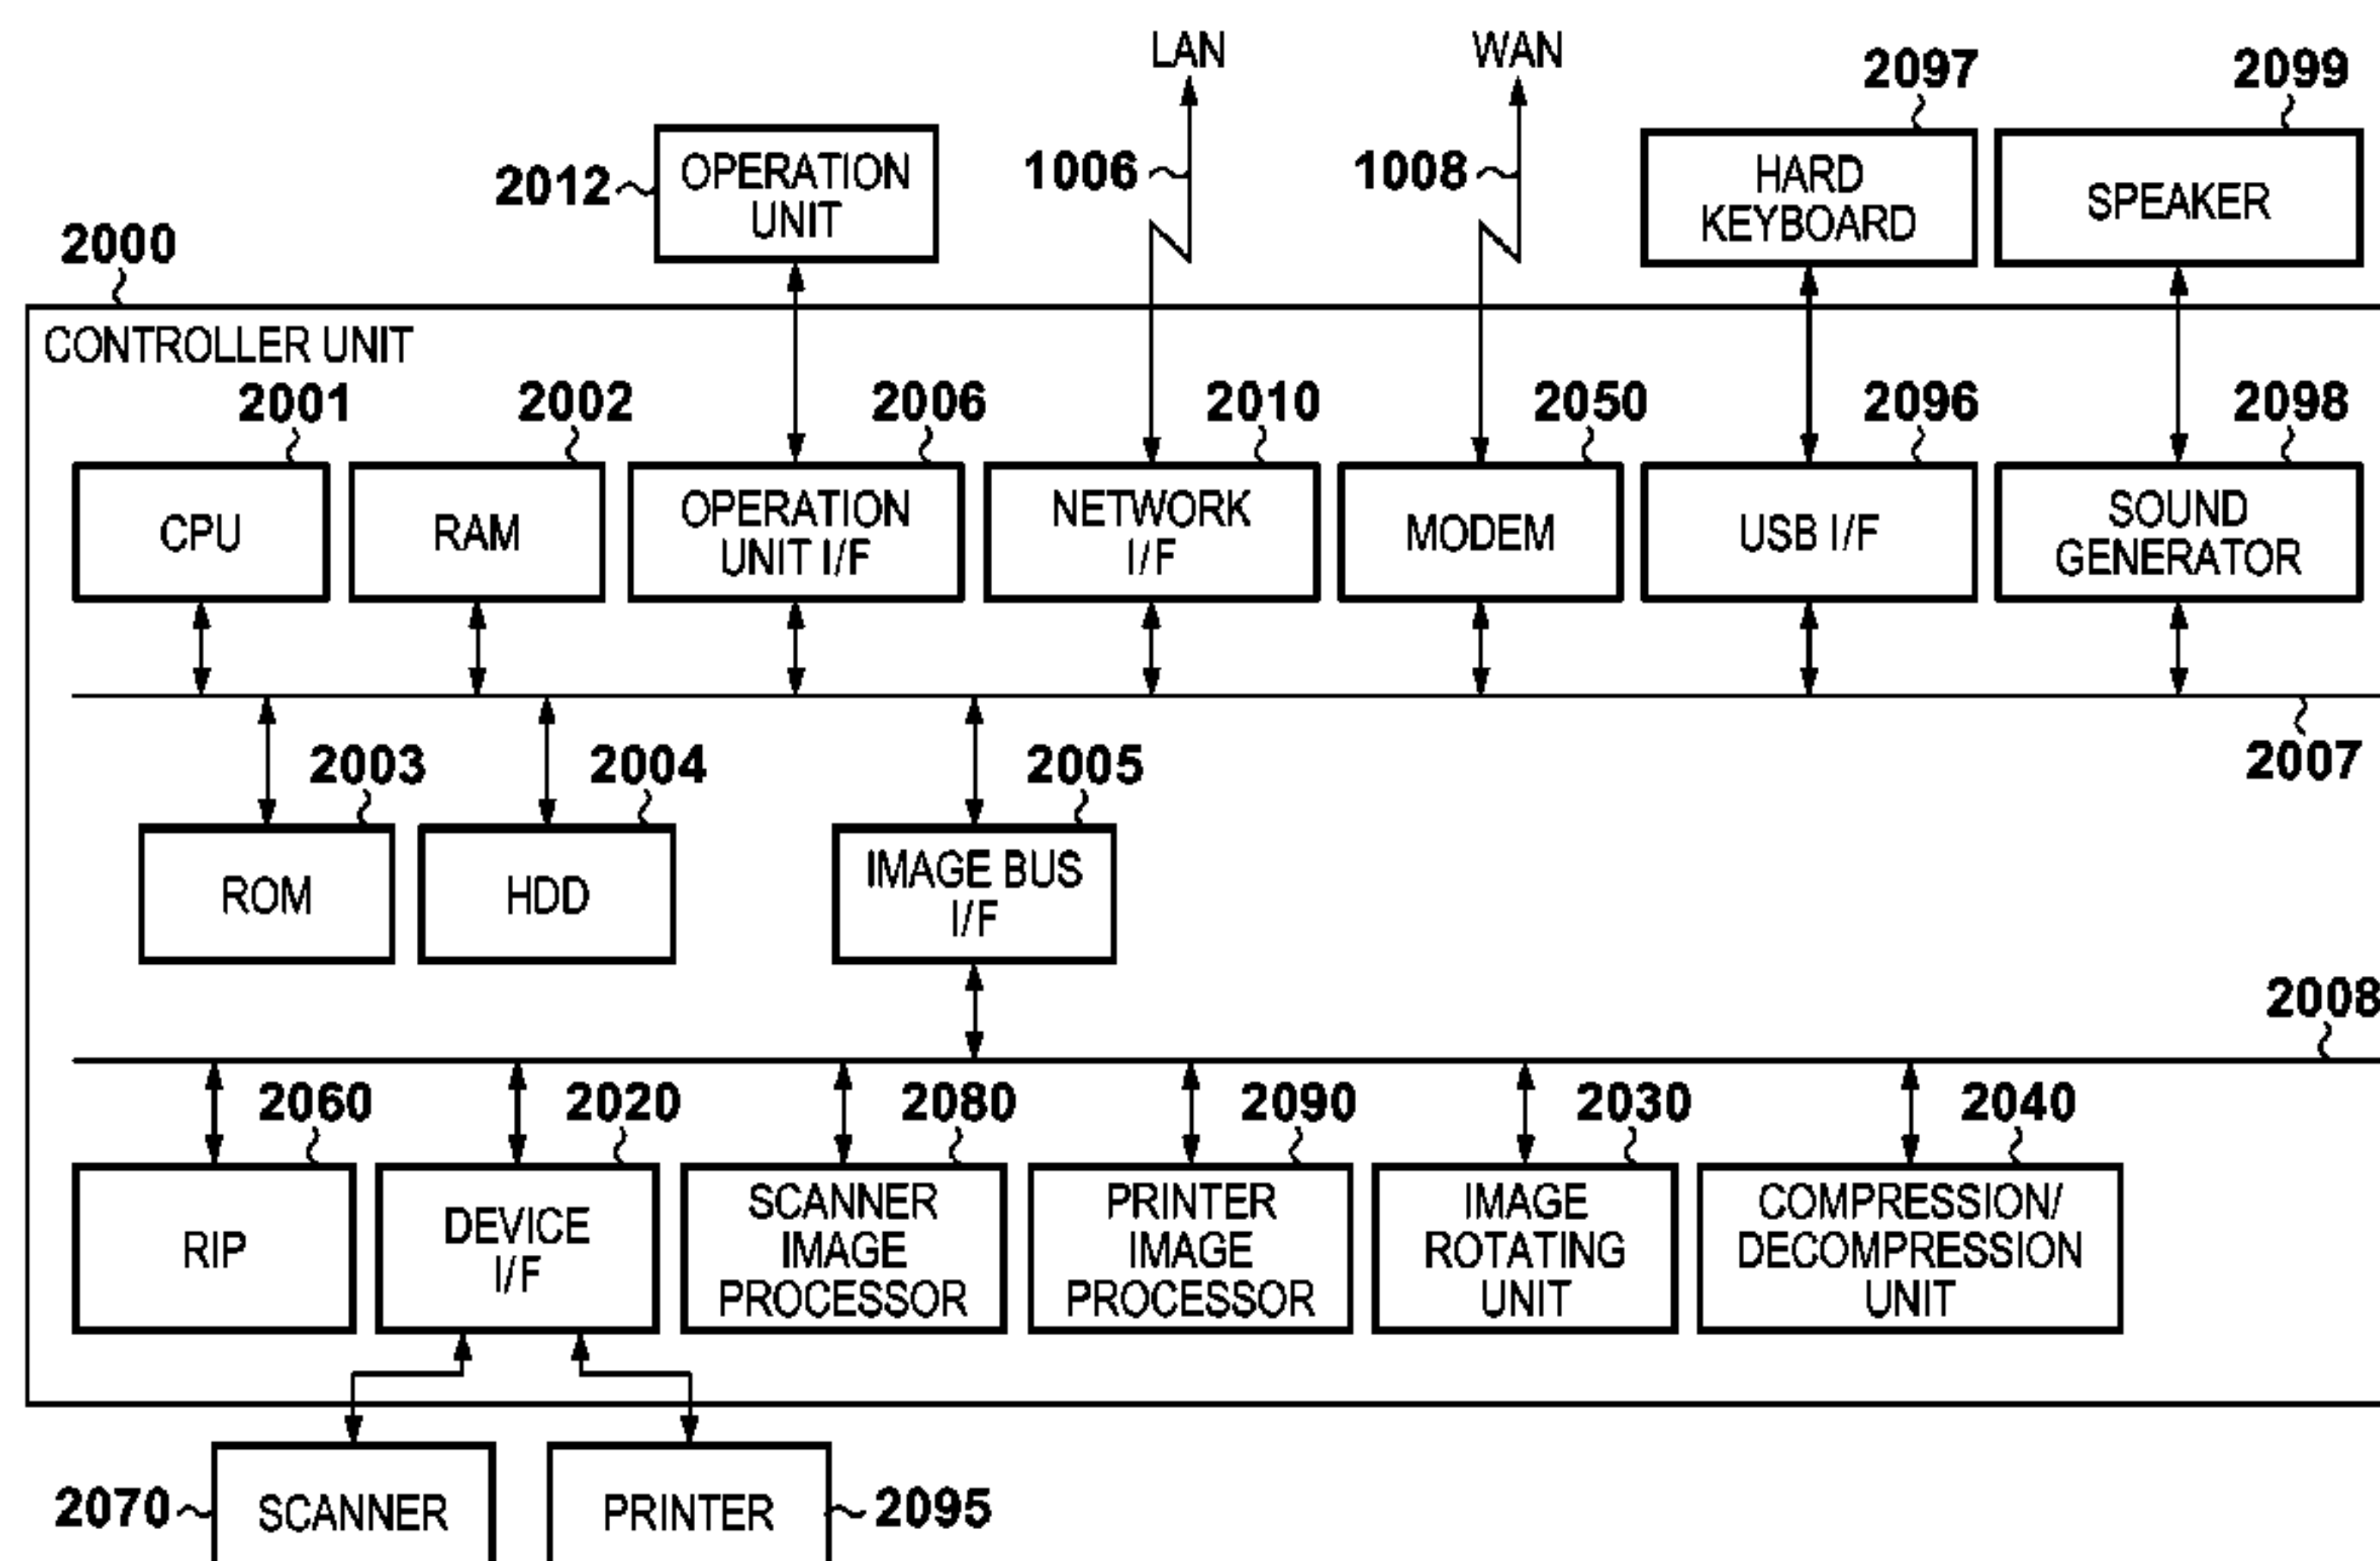 LAN
WAN
2097
2099
2012
OPERATION
UNIT
1006
1008
HARD
KEYBOARD
SPEAKER
2000
CONTROLLER UNIT
2001
2002
2006
2010
2050
2096
2098
CPU
RAM
OPERATION
UNIT I/F
NETWORK
I/F
MODEM
USB I/F
SOUND
GENERATOR
2007
2003
2004
2005
ROM
HDD
IMAGE BUS
I/F
2008
2060
2020
2080
2090
2030
2040
RIP
DEVICE
I/F
SCANNER
IMAGE
PROCESSOR
PRINTER
IMAGE
PROCESSOR
IMAGE
ROTATING
UNIT
COMPRESSION/
DECOMPRESSION
UNIT
2070
SCANNER
PRINTER
2095